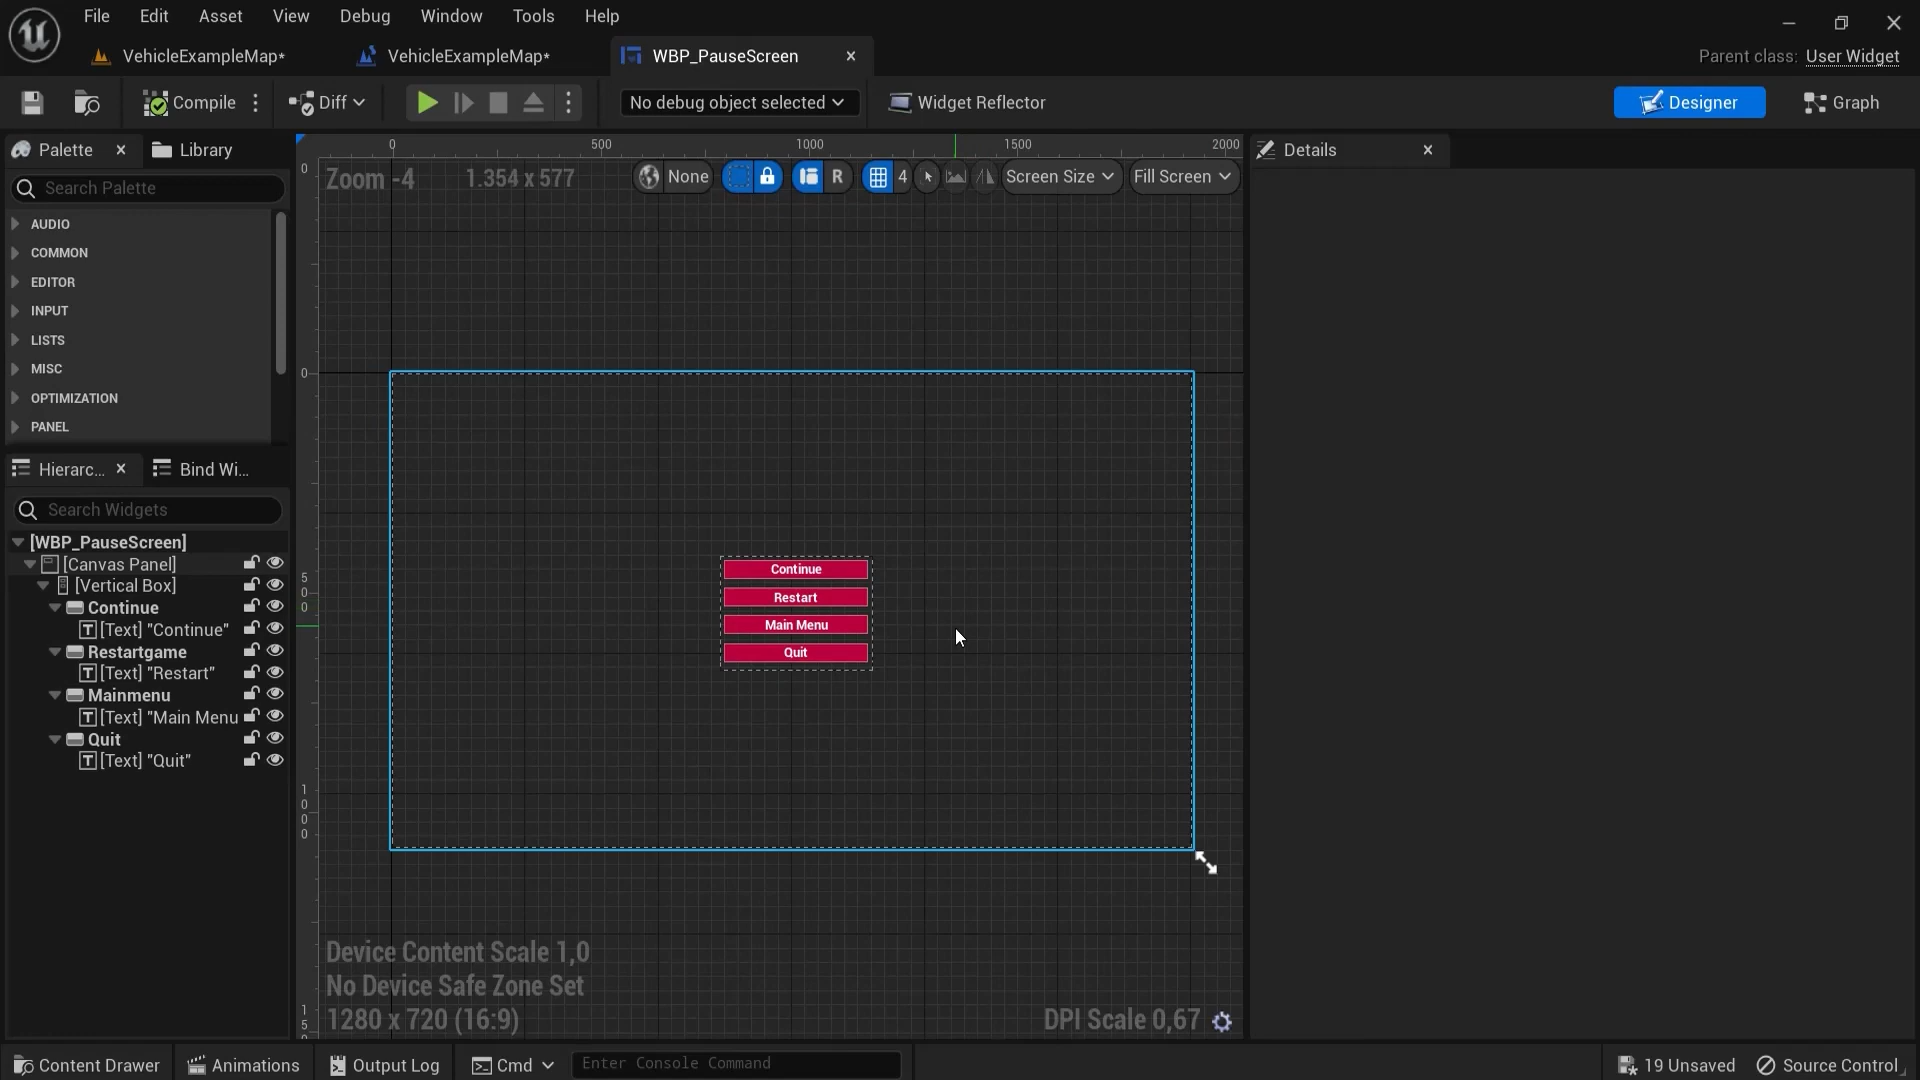 File Edit Asset View Debug Window Tools Help
VehicleExampleMap* VehicleExampleMap* WBP_PauseScreen Parent class: User Widget
Compile Diff No debug object selected Widget Reflector Designer Graph
Palette Library Details
0 500 1000 1500 2000
Search Palette
Zoom -4 1.354 x 577 None R 4 Screen Size Fill Screen
0
AUDIO
COMMON
EDITOR
INPUT
LISTS
MISC
OPTIMIZATION
PANEL
0
500
1000
15
Hierarc... Bind Wi...
Search Widgets
[WBP_PauseScreen]
[Canvas Panel]
[Vertical Box]
Continue
[Text] "Continue"
Restartgame
[Text] "Restart"
Mainmenu
[Text] "Main Menu
Quit
[Text] "Quit"
Continue
Restart
Main Menu
Quit
Device Content Scale 1,0
No Device Safe Zone Set
1280 x 720 (16:9) DPI Scale 0,67
Content Drawer Animations Output Log Cmd Enter Console Command 19 Unsaved Source Control